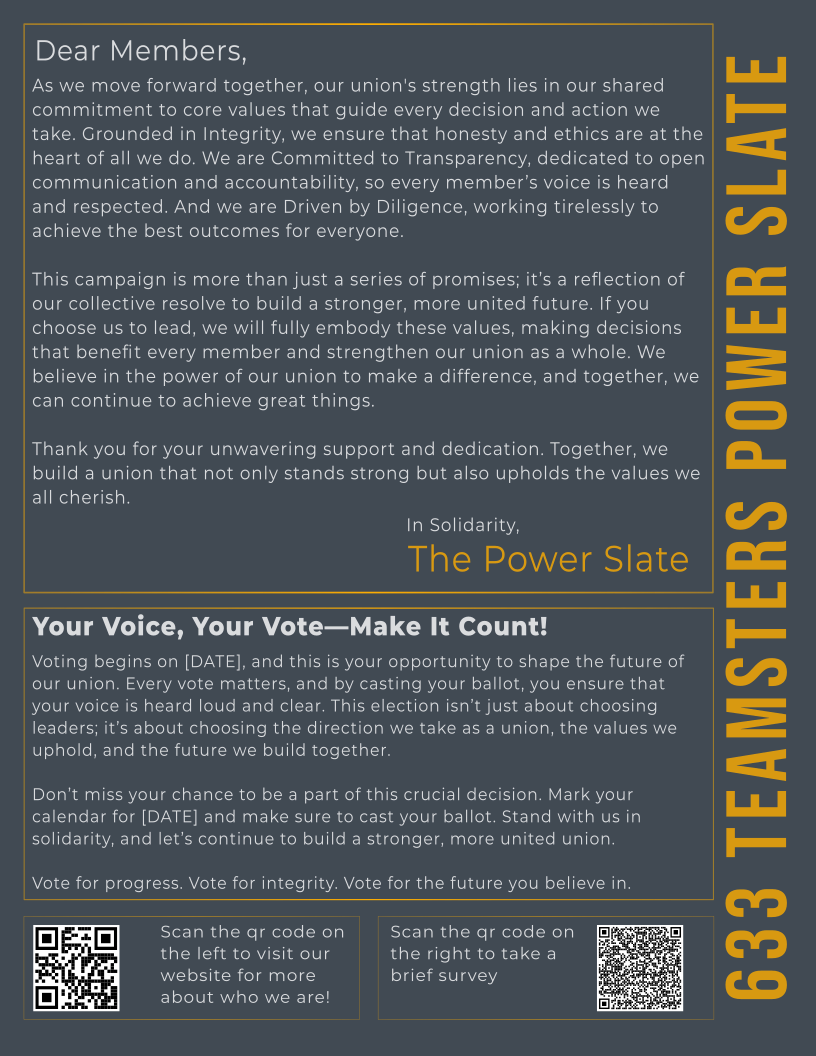 Dear Members,
As we move forward together, our union's strength lies in our shared
commitment to core values that guide every decision and action we
take. Grounded in Integrity, we ensure that honesty and ethics are at the
heart of all we do. We are Committed to Transparency, dedicated to open
communication and accountability, so every member’s voice is heard
and respected. And we are Driven by Diligence, working tirelessly to
achieve the best outcomes for everyone.
This campaign is more than just a series of promises; it’s a reflection of
our collective resolve to build a stronger, more united future. If you
choose us to lead, we will fully embody these values, making decisions
that benefit every member and strengthen our union as a whole. We
believe in the power of our union to make a difference, and together, we
can continue to achieve great things.
Thank you for your unwavering support and dedication. Together, we
build a union that not only stands strong but also upholds the values we
all cherish.
In Solidarity,
The Power Slate
Your Voice, Your Vote—Make It Count!
Voting begins on [DATE], and this is your opportunity to shape the future of
our union. Every vote matters, and by casting your ballot, you ensure that
your voice is heard loud and clear. This election isn’t just about choosing
leaders; it’s about choosing the direction we take as a union, the values we
uphold, and the future we build together.
Don’t miss your chance to be a part of this crucial decision. Mark your
calendar for [DATE] and make sure to cast your ballot. Stand with us in
solidarity, and let’s continue to build a stronger, more united union.
Vote for progress. Vote for integrity. Vote for the future you believe in.
Scan the qr code on
the left to visit our
website for more
about who we are!
Scan the qr code on
the right to take a
brief survey
633 TEAMSTERS POWER SLATE